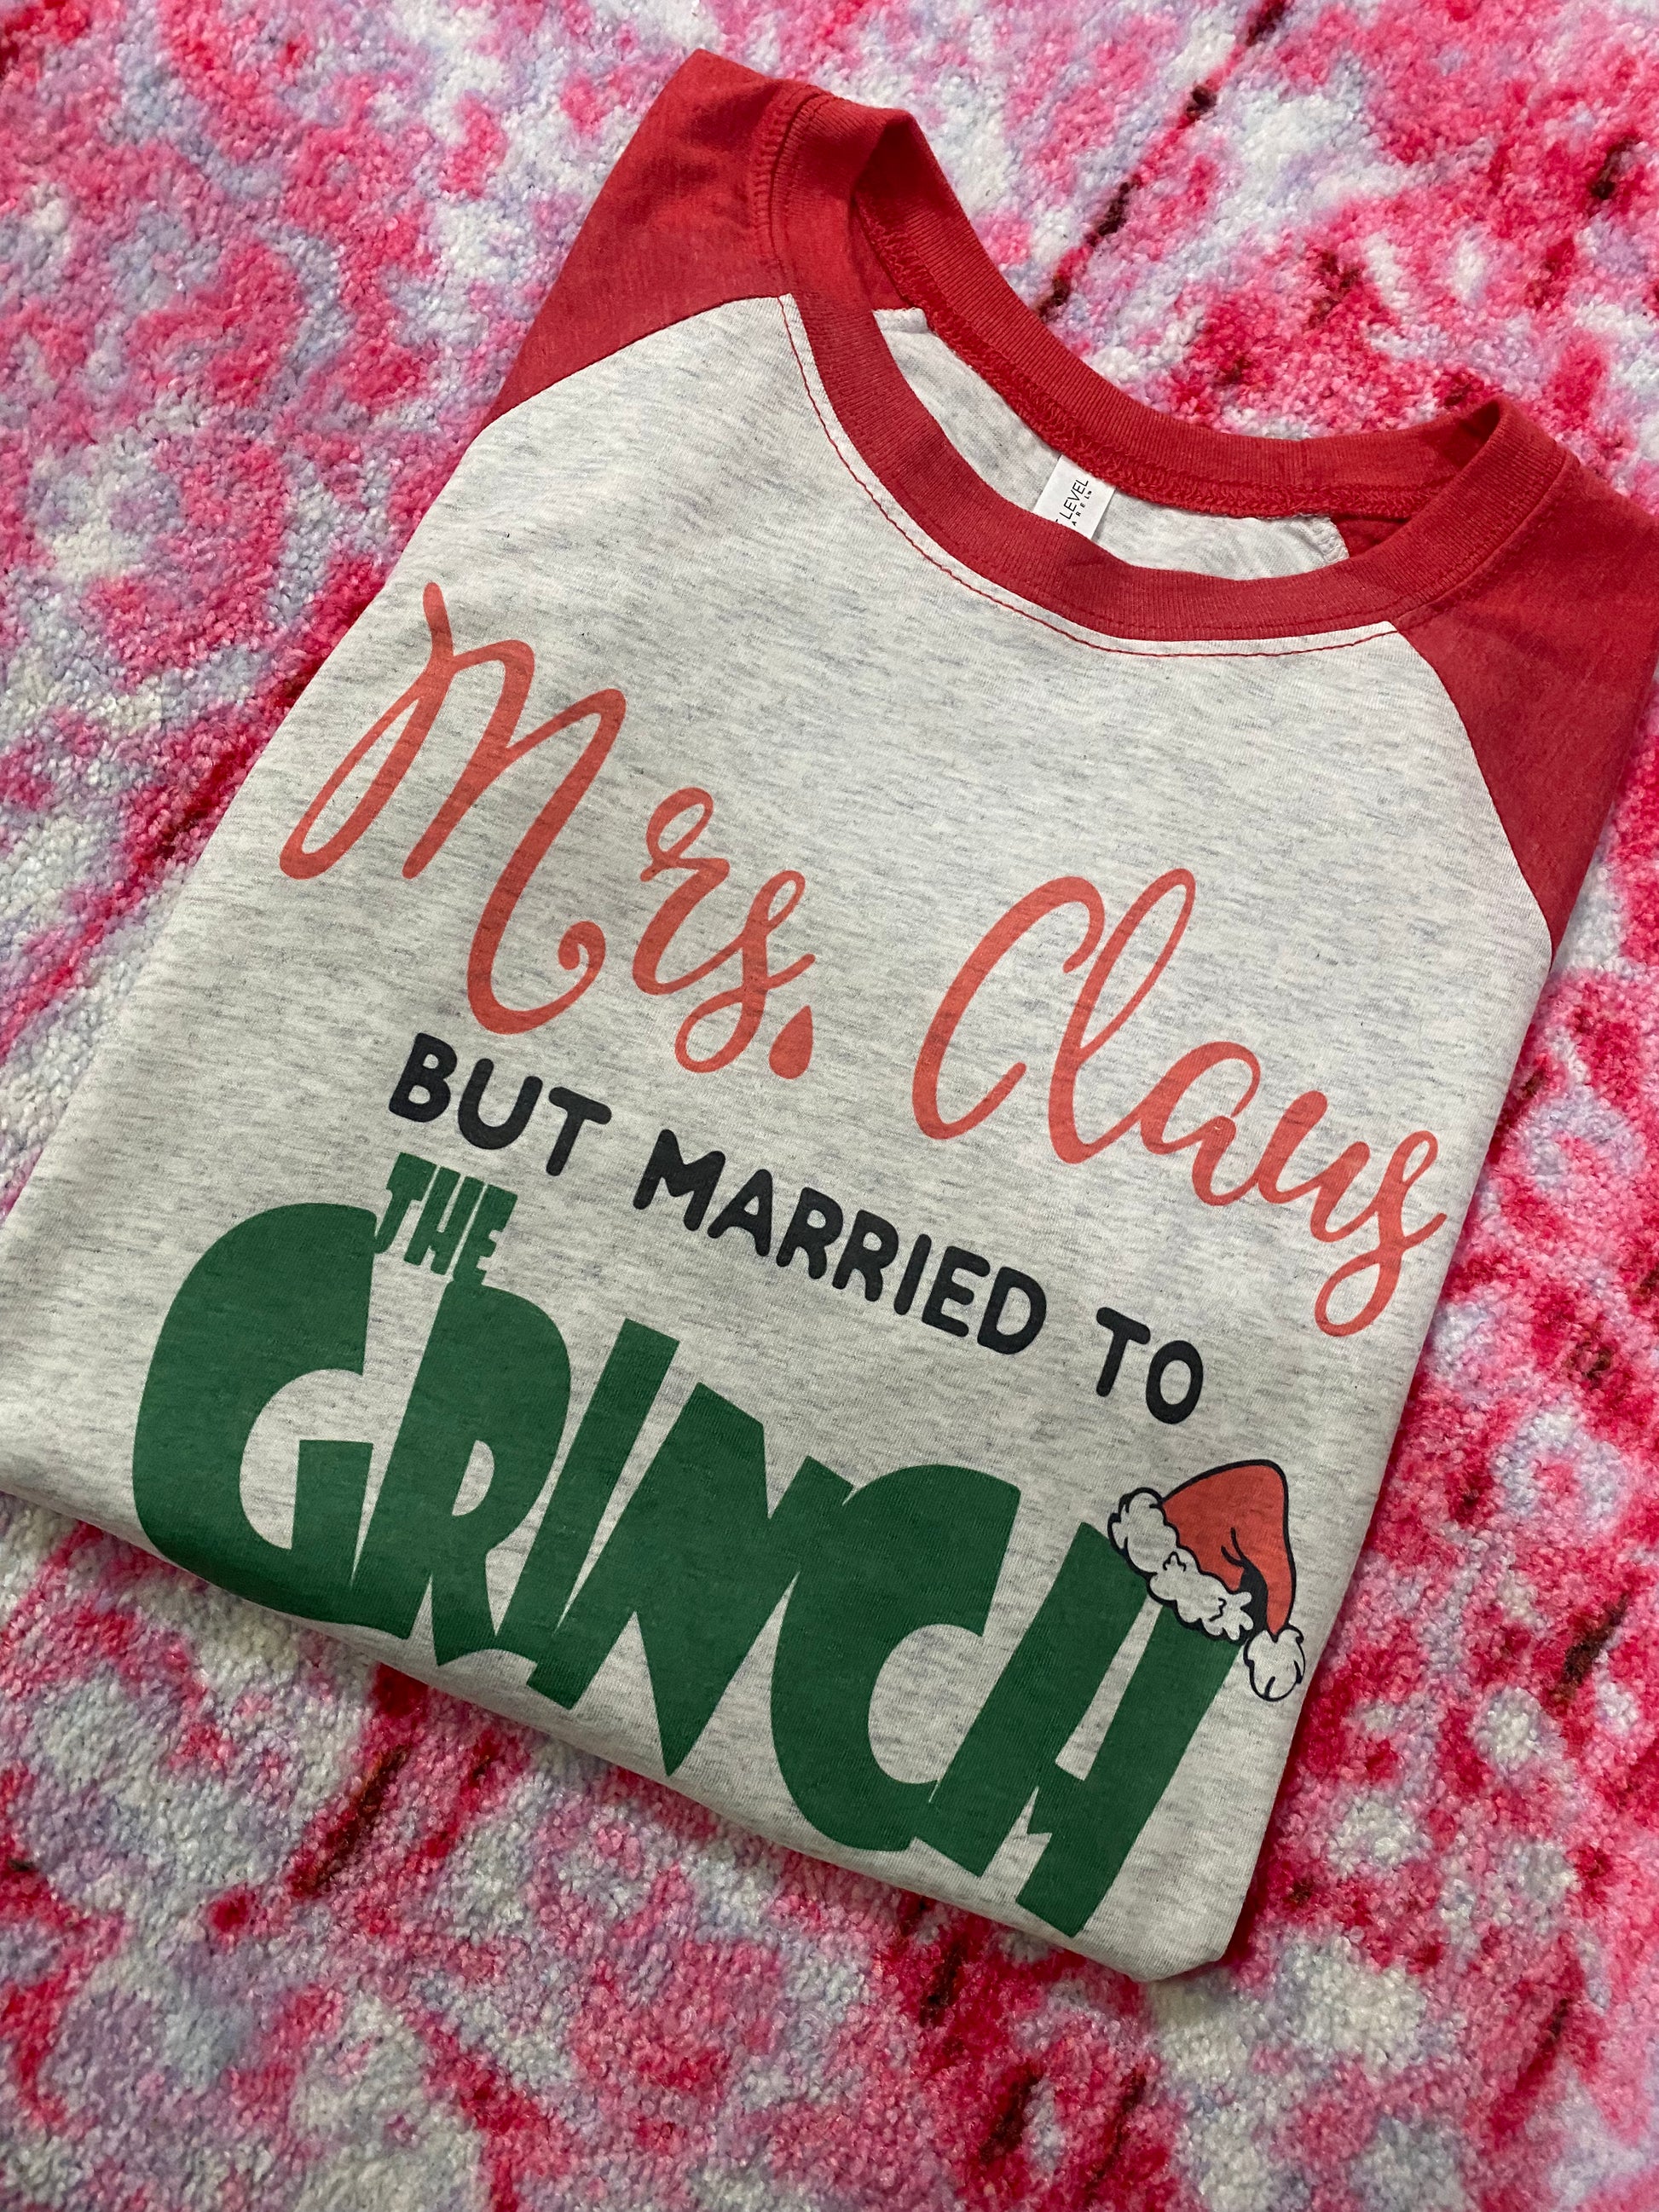 LEVEL
Mrs. Claus
BUT MARRIED TO
THE
GRINCH